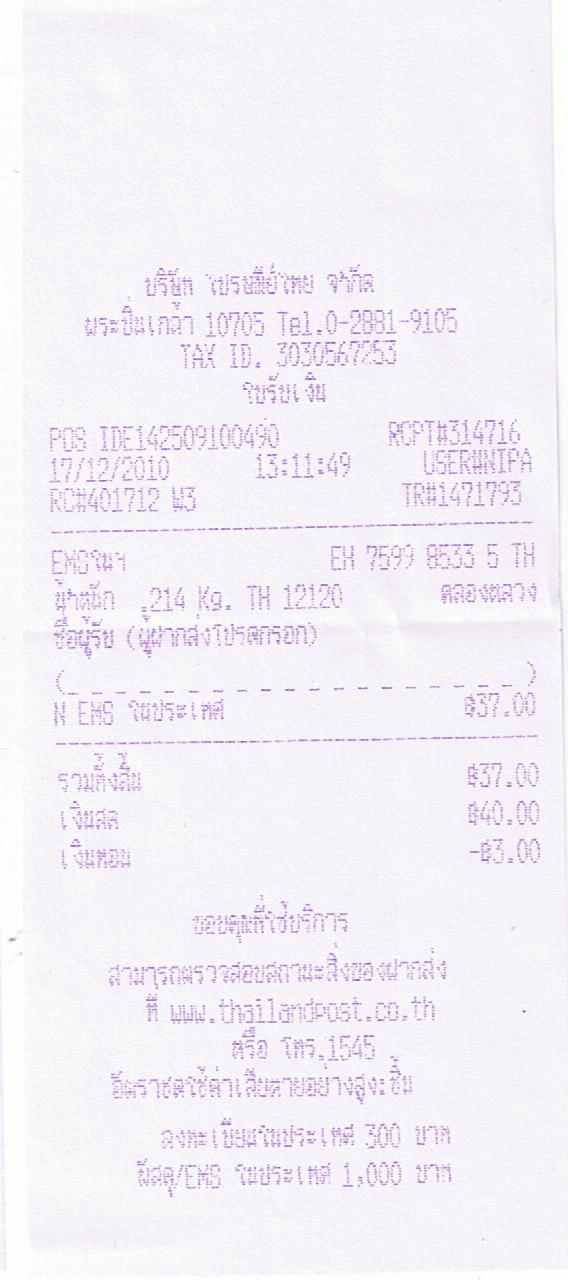 บริษัท ไปรษณีย์ไทย จำกัด
พระปิ่นเกล้า 10705 Tel.0-2881-9105
TAX ID. 3030567253
ใบรับเงิน
POS IDE142509100490 RCPT#314716
17/12/2010 13:11:49 USER#NIPA
RC#401712 W3 TR#1471793
EMSในฯ EH 7599 8533 5 TH
น้ำหนัก .214 Kg. TH 12120 คลองหลวง
ชื่อผู้รับ (ผู้ฝากส่งโปรดกรอก)
(_ _ _ _ _ _ _ _ _ _ _ _ _ _ _ _ _ _ _)
N EMS ในประเทศ ฿37.00
รวมทั้งสิ้น ฿37.00
เงินสด ฿40.00
เงินทอน -฿3.00
ขอบคุณที่ใช้บริการ
สามารถตรวจสอบสถานะสิ่งของฝากส่ง
ที่ www.thailandpost.co.th
หรือ โทร.1545
อัตราชดใช้ค่าเสียหายอย่างสูง:ชิ้น
ลงทะเบียนในประเทศ 300 บาท
พัสดุ/EMS ในประเทศ 1,000 บาท